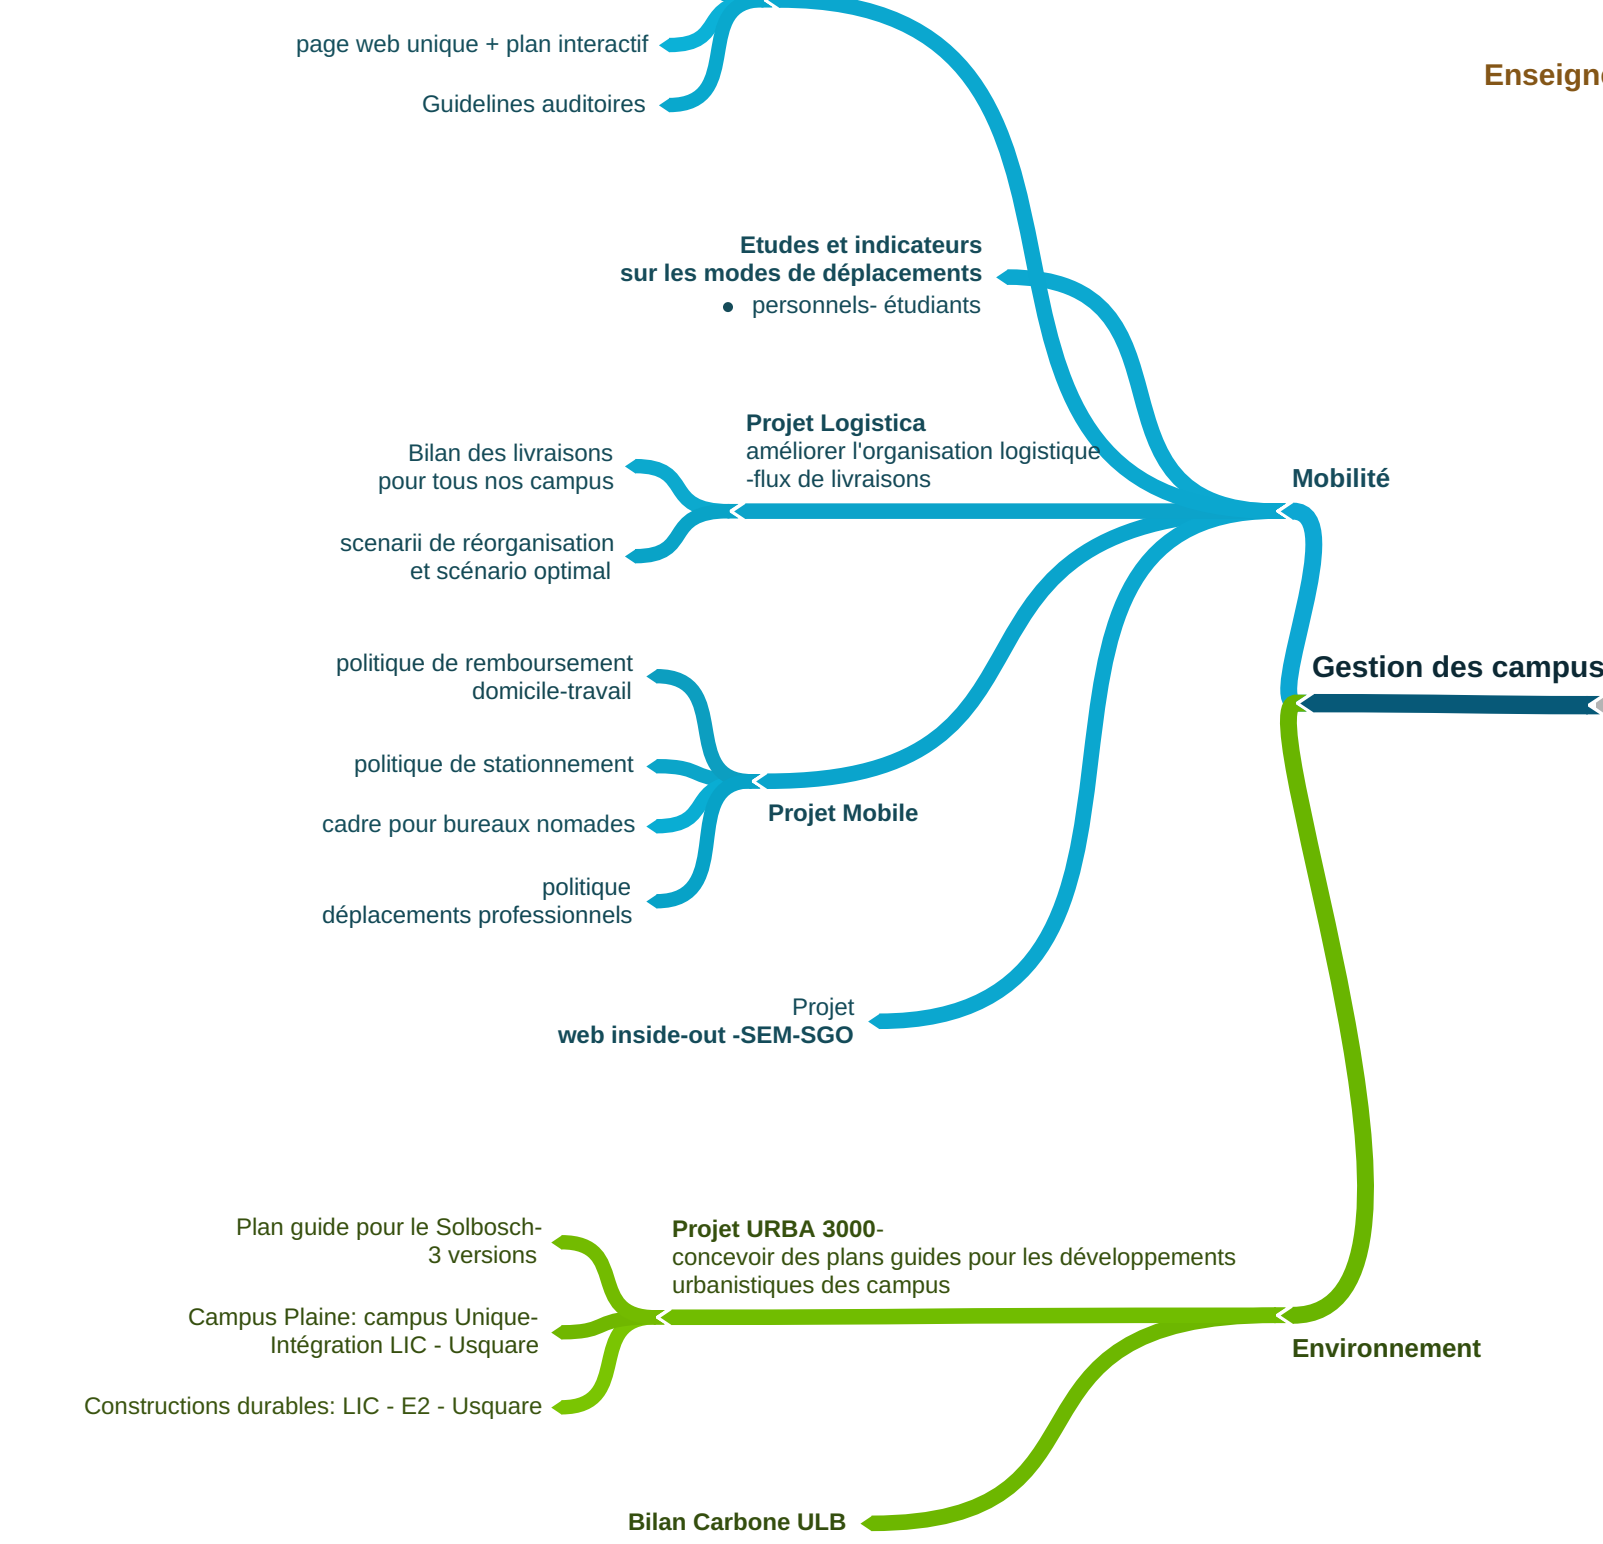 page web unique + plan interactif
Guidelines auditoires
Etudes et indicateurs
sur les modes de déplacements
● personnels- étudiants
Projet Logistica
améliorer l'organisation logistique
-flux de livraisons
Bilan des livraisons
pour tous nos campus
scenarii de réorganisation
et scénario optimal
Mobilité
politique de remboursement
domicile-travail
politique de stationnement
cadre pour bureaux nomades
politique
déplacements professionnels
Projet Mobile
Projet
web inside-out -SEM-SGO
Gestion des campus
Projet URBA 3000-
concevoir des plans guides pour les développements
urbanistiques des campus
Plan guide pour le Solbosch-
3 versions
Campus Plaine: campus Unique-
Intégration LIC - Usquare
Constructions durables: LIC - E2 - Usquare
Environnement
Bilan Carbone ULB